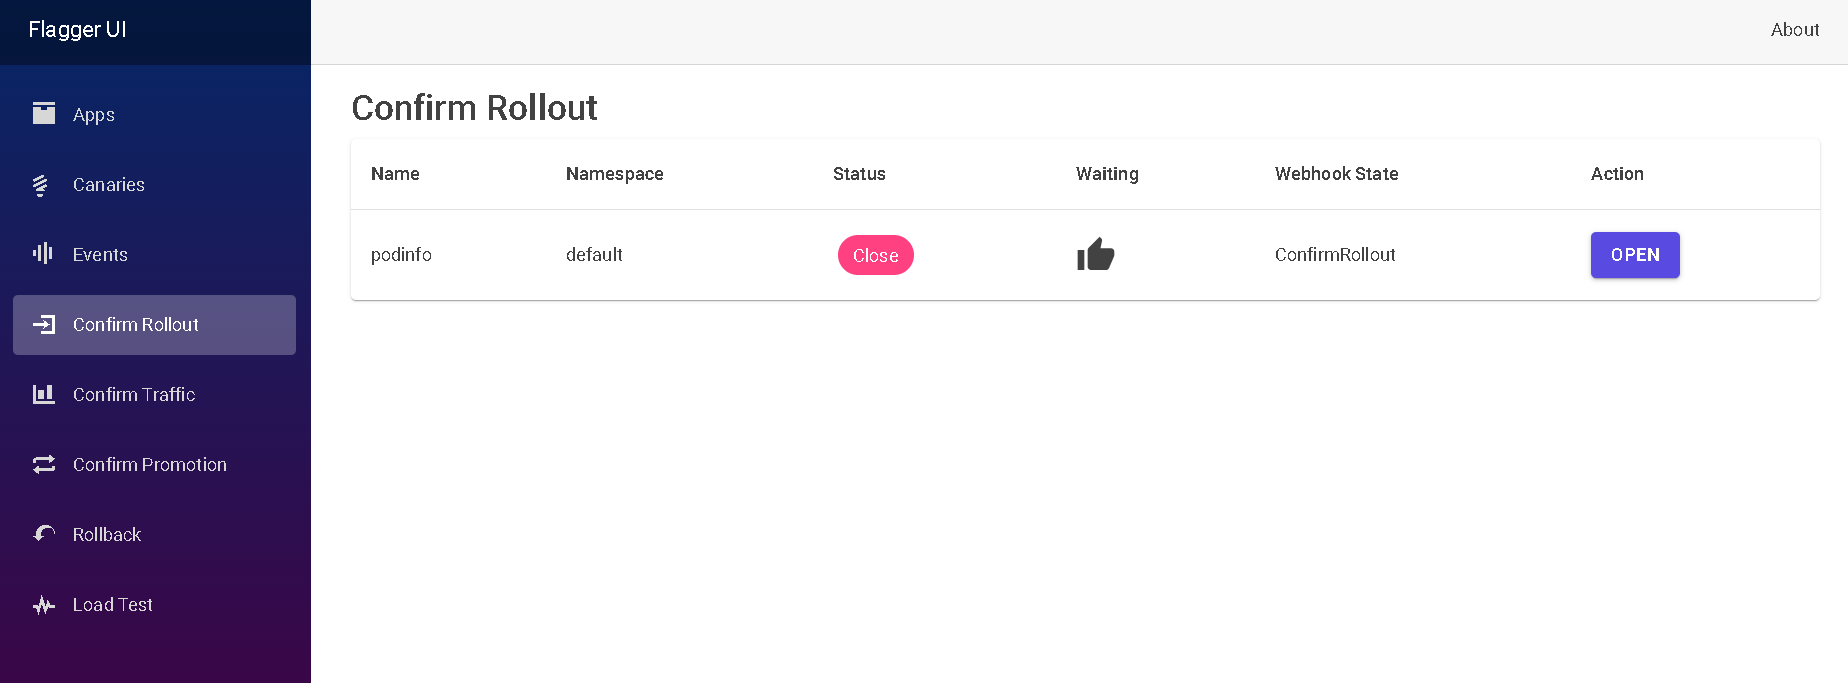 Flagger UI
About
Apps
Canaries
Events
Confirm Rollout
Confirm Traffic
Confirm Promotion
Rollback
Load Test
Confirm Rollout
Name Namespace Status Waiting Webhook State Action
podinfo default Close ConfirmRollout OPEN